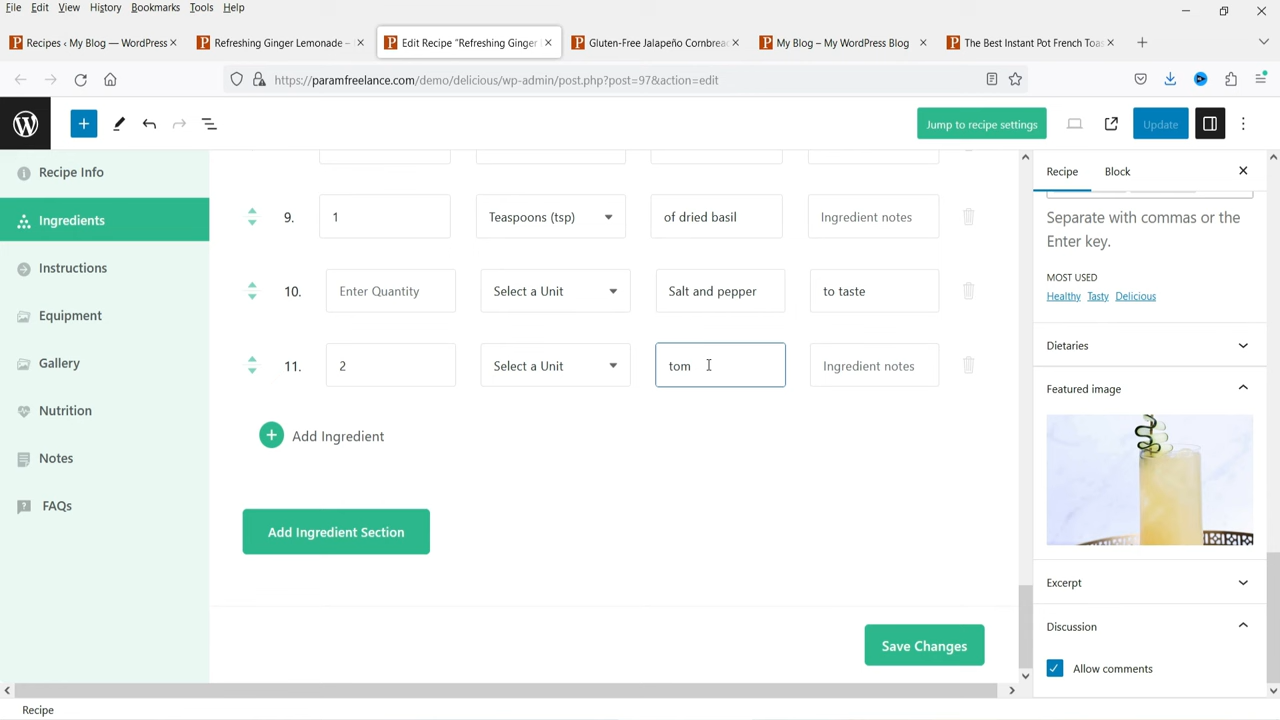 File Edit View History Bookmarks Tools Help
Recipes ‹ My Blog — WordPress
Refreshing Ginger Lemonade –
Edit Recipe “Refreshing Ginger
Gluten-Free Jalapeño Cornbrea
My Blog – My WordPress Blog
The Best Instant Pot French Toas
https://paramfreelance.com/demo/delicious/wp-admin/post.php?post=97&action=edit
Jump to recipe settings
Update
Recipe Info
Ingredients
Instructions
Equipment
Gallery
Nutrition
Notes
FAQs
9. 1 Teaspoons (tsp) of dried basil Ingredient notes
10. Enter Quantity Select a Unit Salt and pepper to taste
11. 2 Select a Unit tom Ingredient notes
Add Ingredient
Add Ingredient Section
Save Changes
Recipe Block
Separate with commas or the
Enter key.
MOST USED
Healthy Tasty Delicious
Dietaries
Featured image
Excerpt
Discussion
Allow comments
Recipe